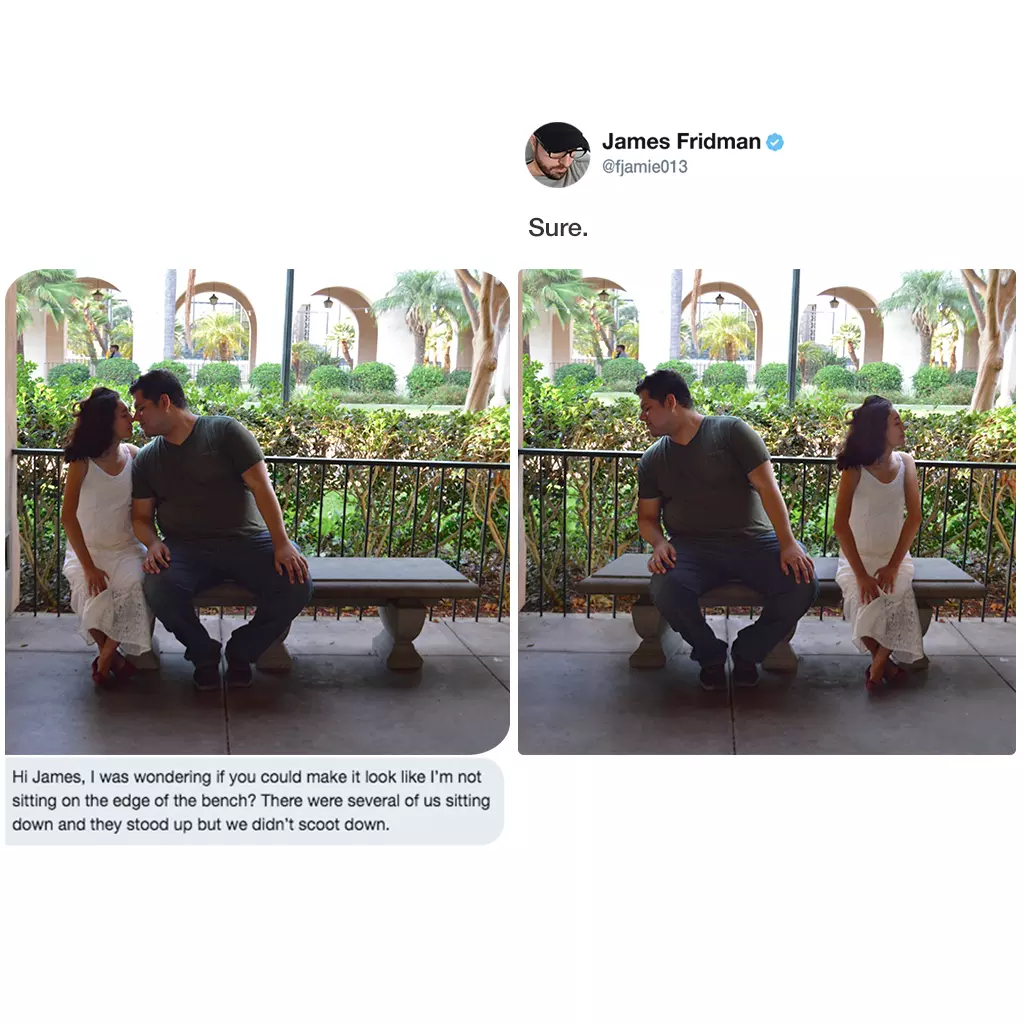 James Fridman
@fjamie013
Sure.
Hi James, I was wondering if you could make it look like I'm not
sitting on the edge of the bench? There were several of us sitting
down and they stood up but we didn't scoot down.